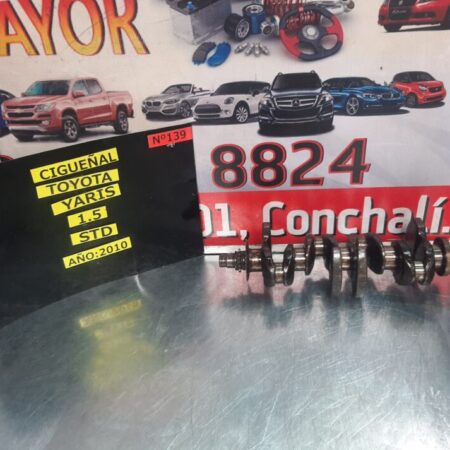 AYOR
Nº139
CIGUEÑAL
TOYOTA
YARIS
1.5
STD
AÑO:2010
8824
01, Conchalí.